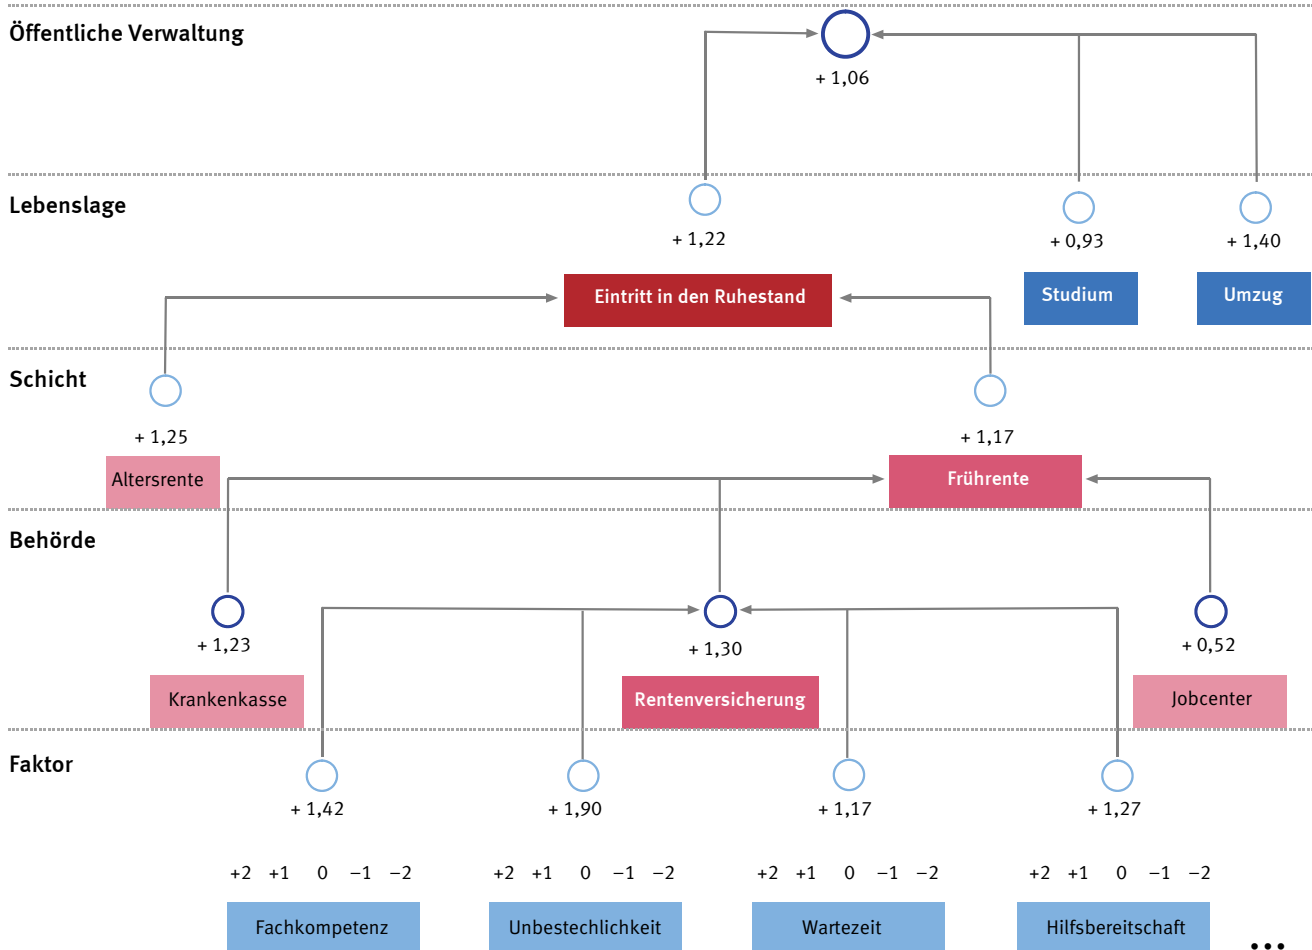 Öffentliche Verwaltung
+ 1,06
Lebenslage
+ 1,22
+ 0,93
+ 1,40
Eintritt in den Ruhestand
Studium
Umzug
Schicht
+ 1,25
+ 1,17
Altersrente
Frührente
Behörde
+ 1,23
+ 1,30
+ 0,52
Krankenkasse
Rentenversicherung
Jobcenter
Faktor
+ 1,42
+ 1,90
+ 1,17
+ 1,27
+2 +1 0 −1 −2
+2 +1 0 −1 −2
+2 +1 0 −1 −2
+2 +1 0 −1 −2
Fachkompetenz
Unbestechlichkeit
Wartezeit
Hilfsbereitschaft
...